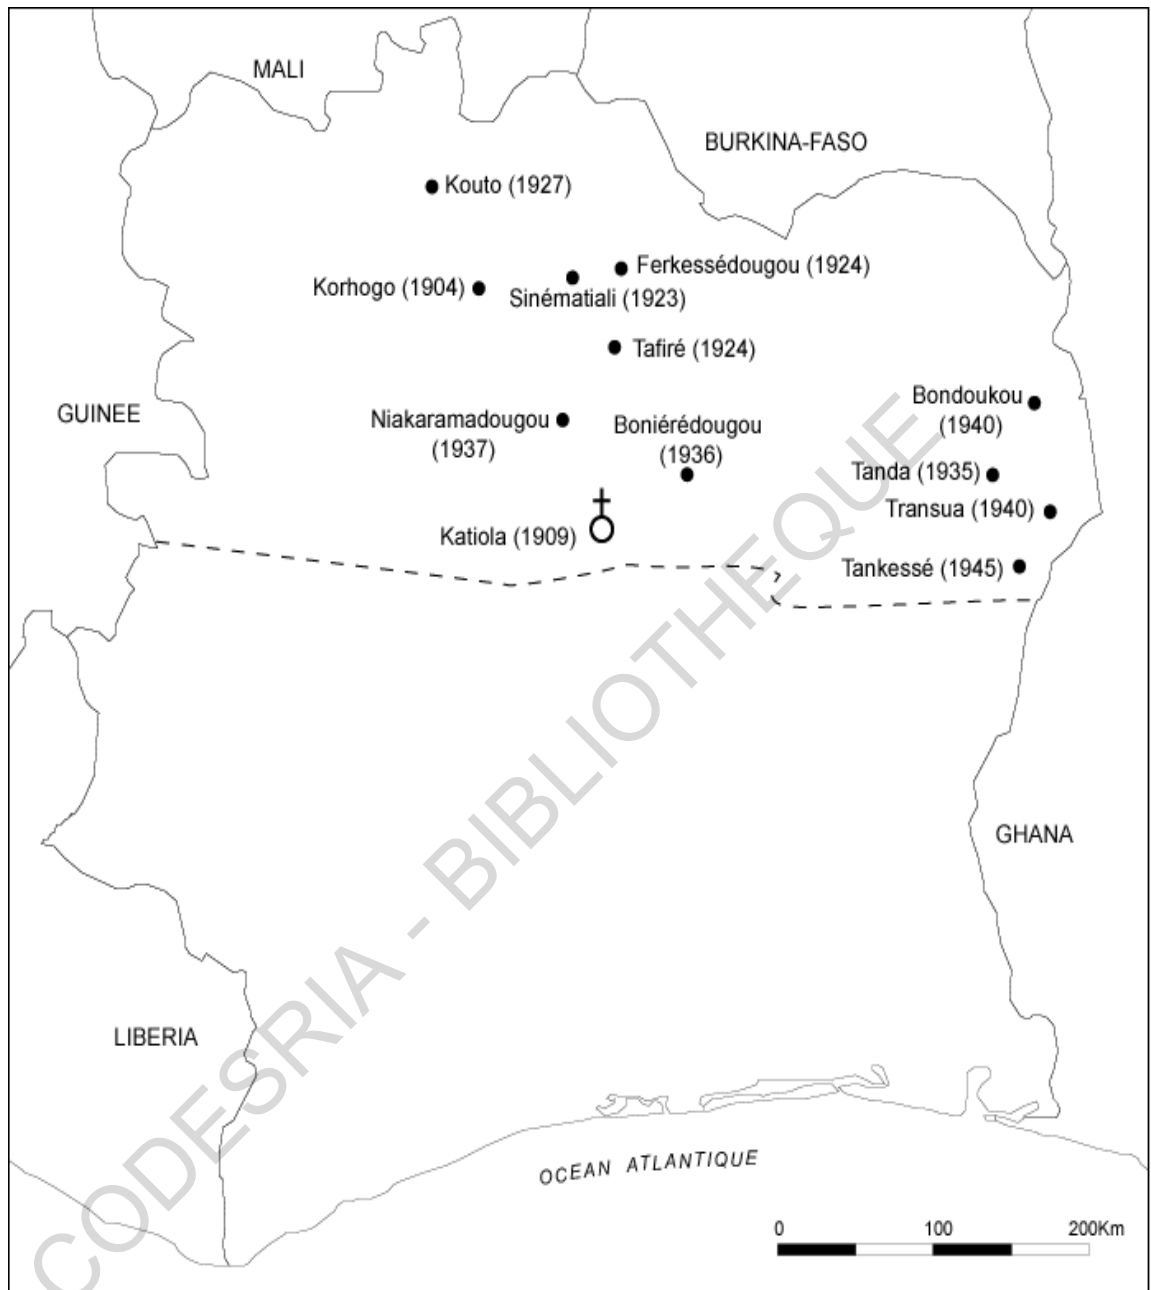 MALI
BURKINA-FASO
Kouto (1927)
Ferkessédougou (1924)
Korhogo (1904)
Sinématiali (1923)
Tafiré (1924)
GUINEE
Niakaramadougou
(1937)
Boniérédougou
(1936)
Bondoukou
(1940)
Tanda (1935)
Transua (1940)
Katiola (1909)
Tankessé (1945)
GHANA
LIBERIA
OCEAN ATLANTIQUE
0 100 200Km
CODESRIA - BIBLIOTHEQUE